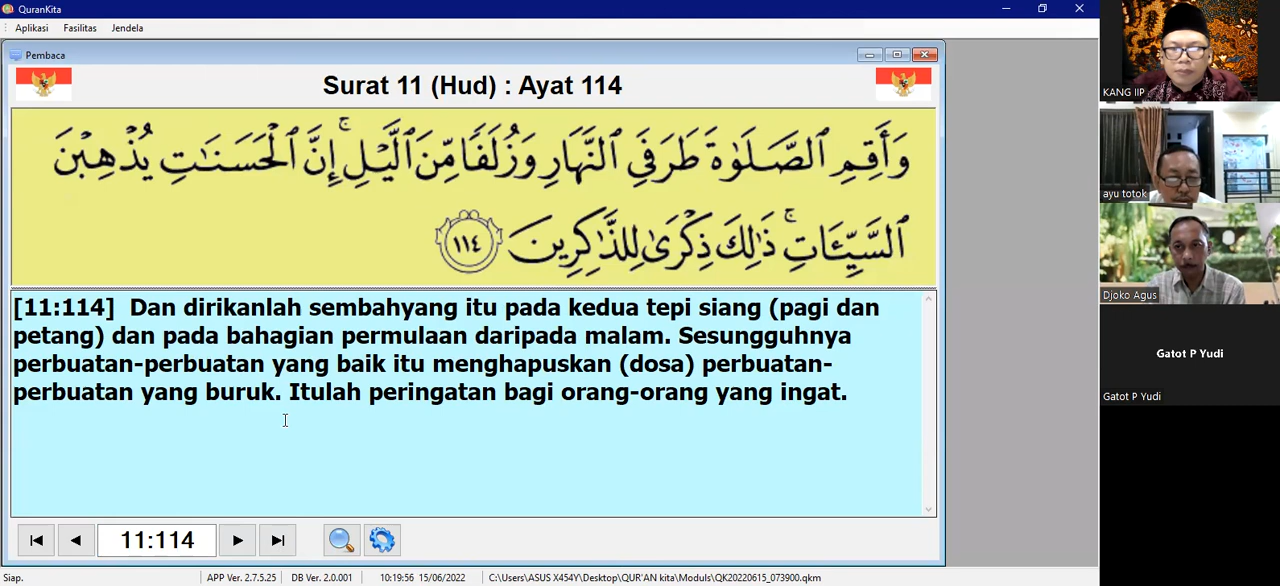 QuranKita
Aplikasi Fasilitas Jendela
Pembaca
Surat 11 (Hud) : Ayat 114
وَأَقِمِ ٱلصَّلَوٰةَ طَرَفَيِ ٱلنَّهَارِ وَزُلَفًا مِّنَ ٱلَّيْلِ ۚ إِنَّ ٱلْحَسَنَٰتِ يُذْهِبْنَ
ٱلسَّيِّـَٔاتِ ۚ ذَٰلِكَ ذِكْرَىٰ لِلذَّٰكِرِينَ ١١٤
[11:114] Dan dirikanlah sembahyang itu pada kedua tepi siang (pagi dan
petang) dan pada bahagian permulaan daripada malam. Sesungguhnya
perbuatan-perbuatan yang baik itu menghapuskan (dosa) perbuatan-
perbuatan yang buruk. Itulah peringatan bagi orang-orang yang ingat.
11:114
Siap. APP Ver. 2.7.5.25 DB Ver. 2.0.001 10:19:56 15/06/2022 C:\Users\ASUS X454Y\Desktop\QUR'AN kita\Moduls\QK20220615_073900.qkm
KANG IIP
ayu totok
Djoko Agus
Gatot P Yudi
Gatot P Yudi